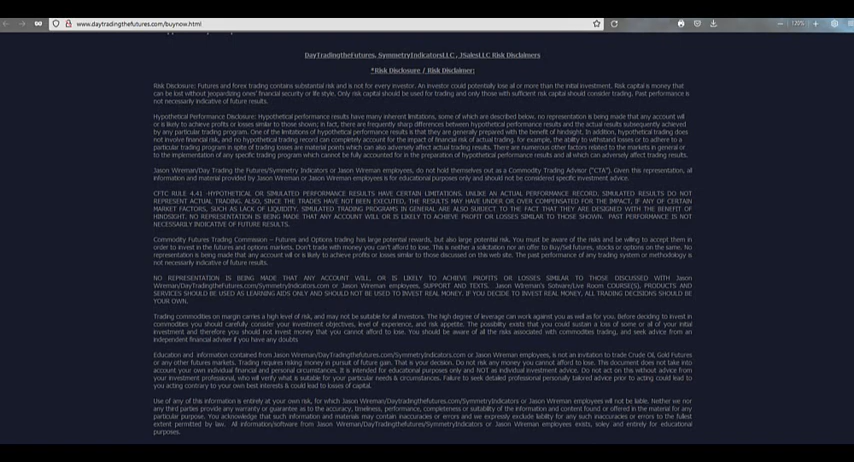 www.daytradingthefutures.com/buynow.html
120%
DayTradingtheFutures, SymmetryIndicatorsLLC, JSalesLLC Risk Disclaimers
*Risk Disclosure / Risk Disclaimer:
Risk Disclosure: Futures and forex trading contains substantial risk and is not for every investor. An investor could potentially lose all or more than the initial investment. Risk capital is money that
can be lost without jeopardizing ones' financial security or life style. Only risk capital should be used for trading and only those with sufficient risk capital should consider trading. Past performance is
not necessarily indicative of future results.
Hypothetical Performance Disclosure: Hypothetical performance results have many inherent limitations, some of which are described below. no representation is being made that any account will
or is likely to achieve profits or losses similar to those shown; in fact, there are frequently sharp differences between hypothetical performance results and the actual results subsequently achieved
by any particular trading program. One of the limitations of hypothetical performance results is that they are generally prepared with the benefit of hindsight. In addition, hypothetical trading does
not involve financial risk, and no hypothetical trading record can completely account for the impact of financial risk of actual trading. for example, the ability to withstand losses or to adhere to a
particular trading program in spite of trading losses are material points which can also adversely affect actual trading results. There are numerous other factors related to the markets in general or
to the implementation of any specific trading program which cannot be fully accounted for in the preparation of hypothetical performance results and all which can adversely affect trading results.
Jason Wireman/Day Trading the Futures/Symmetry Indicators or Jason Wireman employees, do not hold themselves out as a Commodity Trading Advisor ("CTA"). Given this representation, all
information and material provided by Jason Wireman or Jason Wireman employees is for educational purposes only and should not be considered specific investment advice.
CFTC RULE 4.41 -HYPOTHETICAL OR SIMULATED PERFORMANCE RESULTS HAVE CERTAIN LIMITATIONS. UNLIKE AN ACTUAL PERFORMANCE RECORD, SIMULATED RESULTS DO NOT
REPRESENT ACTUAL TRADING. ALSO, SINCE THE TRADES HAVE NOT BEEN EXECUTED, THE RESULTS MAY HAVE UNDER OR OVER COMPENSATED FOR THE IMPACT, IF ANY OF CERTAIN
MARKET FACTORS, SUCH AS LACK OF LIQUIDITY. SIMULATED TRADING PROGRAMS IN GENERAL ARE ALSO SUBJECT TO THE FACT THAT THEY ARE DESIGNED WITH THE BENEFIT OF
HINDSIGHT. NO REPRESENTATION IS BEING MADE THAT ANY ACCOUNT WILL OR IS LIKELY TO ACHIEVE PROFIT OR LOSSES SIMILAR TO THOSE SHOWN. PAST PERFORMANCE IS NOT
NECESSARILY INDICATIVE OF FUTURE RESULTS.
Commodity Futures Trading Commission – Futures and Options trading has large potential rewards, but also large potential risk. You must be aware of the risks and be willing to accept them in
order to invest in the futures and options markets. Don't trade with money you can't afford to lose. This is neither a solicitation nor an offer to Buy/Sell futures, stocks or options on the same. No
representation is being made that any account will or is likely to achieve profits or losses similar to those discussed on this web site. The past performance of any trading system or methodology is
not necessarily indicative of future results.
NO REPRESENTATION IS BEING MADE THAT ANY ACCOUNT WILL, OR IS LIKELY TO ACHIEVE PROFITS OR LOSSES SIMILAR TO THOSE DISCUSSED WITH Jason
Wireman/DayTradingthefutures.com/SymmetryIndicators.com or Jason Wireman employees, SUPPORT AND TEXTS. Jason Wireman's Sotware/Live Room COURSE(S). PRODUCTS AND
SERVICES SHOULD BE USED AS LEARNING AIDS ONLY AND SHOULD NOT BE USED TO INVEST REAL MONEY. IF YOU DECIDE TO INVEST REAL MONEY, ALL TRADING DECISIONS SHOULD BE
YOUR OWN.
Trading commodities on margin carries a high level of risk, and may not be suitable for all investors. The high degree of leverage can work against you as well as for you. Before deciding to invest in
commodities you should carefully consider your investment objectives, level of experience, and risk appetite. The possibility exists that you could sustain a loss of some or all of your initial
investment and therefore you should not invest money that you cannot afford to lose. You should be aware of all the risks associated with commodities trading, and seek advice from an
independent financial adviser if you have any doubts
Education and information contained from Jason Wireman/DayTradingthefutures.com/SymmetryIndicators.com or Jason Wireman employees, is not an invitation to trade Crude Oil, Gold Futures
or any other futures markets. Trading requires risking money in pursuit of future gain. That is your decision. Do not risk any money you cannot afford to lose. This document does not take into
account your own individual financial and personal circumstances. It is intended for educational purposes only and NOT as individual investment advice. Do not act on this without advice from
your investment professional, who will verify what is suitable for your particular needs & circumstances. Failure to seek detailed professional personally tailored advice prior to acting could lead to
you acting contrary to your own best interests & could lead to losses of capital.
Use of any of this information is entirely at your own risk, for which Jason Wireman/DayTradingthefutures.com/SymmetryIndicators or Jason Wireman employees will not be liable. Neither we nor
any third parties provide any warranty or guarantee as to the accuracy, timeliness, performance, completeness or suitability of the information and content found or offered in the material for any
particular purpose. You acknowledge that such information and materials may contain inaccuracies or errors and we expressly exclude liability for any such inaccuracies or errors to the fullest
extent permitted by law. All information/software from Jason Wireman/DayTradingthefutures/SymmetryIndicators or Jason Wireman employees exists, soley and entirely for educational
purposes.